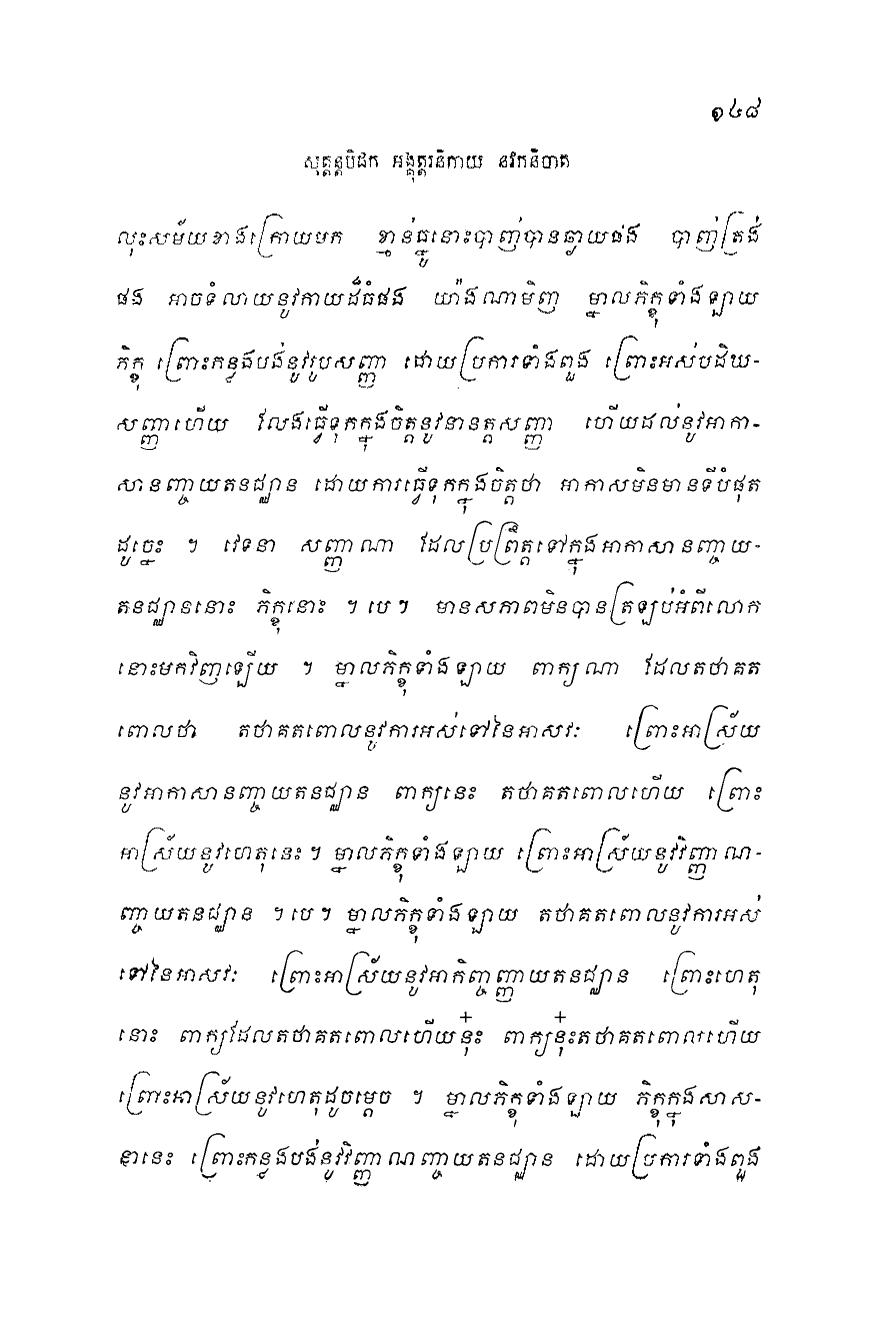 ១៤៨
សុត្តន្តបិដក អង្គុត្តរនិកាយ នវកនិបាត
លុះសម័យខាងក្រោយមក ខ្មាន់ធ្នូនោះបាញ់បានឆ្ងាយផង បាញ់ត្រង់
ផង អាចទំលាយនូវកាយដ៏ធំផង យ៉ាងណាមិញ ម្នាលភិក្ខុទាំងឡាយ
ភិក្ខុ ព្រោះកន្លងបង់នូវរូបសញ្ញា ដោយប្រការទាំងពួង ព្រោះអស់បដិឃ-
សញ្ញាហើយ លែងធ្វើទុកក្នុងចិត្តនូវនានត្តសញ្ញា ហើយដល់នូវអាកា-
សានញ្ចាយតនជ្ឈាន ដោយការធ្វើទុកក្នុងចិត្តថា អាកាសមិនមានទីបំផុត
ដូច្នេះ ។ វេទនា សញ្ញាណា ដែលប្រព្រឹត្តទៅក្នុងអាកាសានញ្ចាយ-
តនជ្ឈាននោះ ភិក្ខុនោះ ។ បេ ។ មានសភាពមិនបានត្រឡប់អំពីលោក
នោះមកវិញឡើយ ។ ម្នាលភិក្ខុទាំងឡាយ ពាក្យណា ដែលតថាគត
ពោលថា តថាគតពោលនូវការអស់ទៅនៃអាសវៈ ព្រោះអាស្រ័យ
នូវអាកាសានញ្ចាយតនជ្ឈាន ពាក្យនេះ តថាគតពោលហើយ ព្រោះ
អាស្រ័យនូវហេតុនេះ ។ ម្នាលភិក្ខុទាំងឡាយ ព្រោះអាស្រ័យនូវវិញ្ញាណ-
ញ្ចាយតនជ្ឈាន ។ បេ ។ ម្នាលភិក្ខុទាំងឡាយ តថាគតពោលនូវការអស់
ទៅនៃអាសវៈ ព្រោះអាស្រ័យនូវអាកិញ្ចញ្ញាយតនជ្ឈាន ព្រោះហេតុ
នោះ ពាក្យដែលតថាគតពោលហើយន៎ុះ ពាក្យន៎ុះតថាគតពោលហើយ
ព្រោះអាស្រ័យនូវហេតុដូចម្តេច ។ ម្នាលភិក្ខុទាំងឡាយ ភិក្ខុក្នុងសាស-
នានេះ ព្រោះកន្លងបង់នូវវិញ្ញាណញ្ចាយតនជ្ឈាន ដោយប្រការទាំងពួង